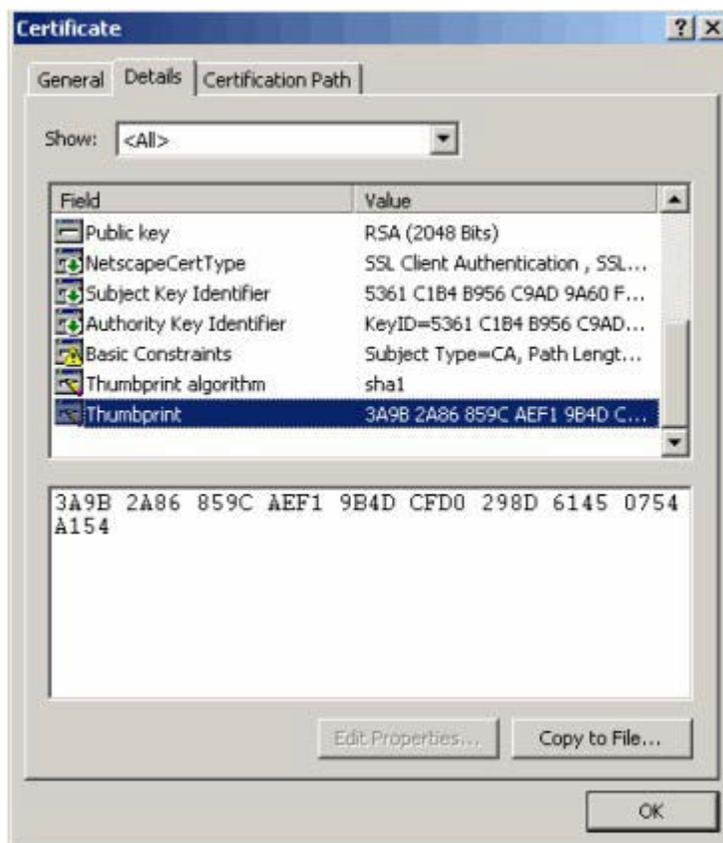 Certificate
General Details Certification Path
Show: <All>
Field Value
Public key RSA (2048 Bits)
NetscapeCertType SSL Client Authentication , SSL...
Subject Key Identifier 5361 C1B4 B956 C9AD 9A60 F...
Authority Key Identifier KeyID=5361 C1B4 B956 C9AD...
Basic Constraints Subject Type=CA, Path Lengt...
Thumbprint algorithm sha1
Thumbprint 3A9B 2A86 859C AEF1 9B4D C...
3A9B 2A86 859C AEF1 9B4D CFD0 298D 6145 0754
A154
Edit Properties... Copy to File...
OK